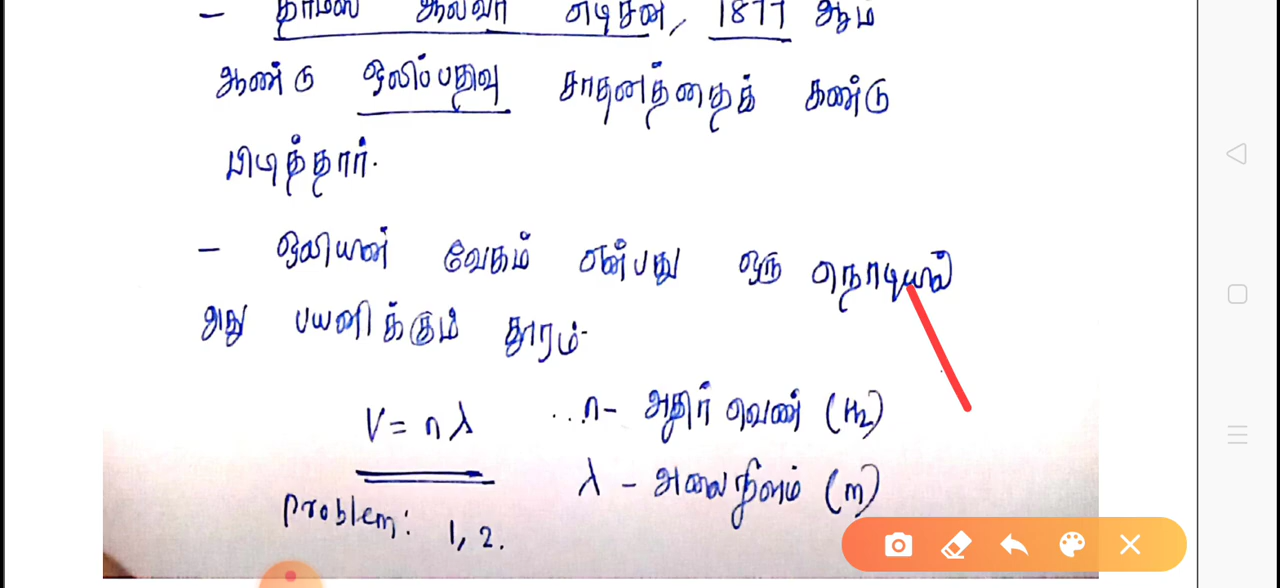 – தாமஸ் ஆல்வா எடிசன், 1877 ஆம்
ஆண்டு ஒலிப்பதிவு சாதனத்தைக் கண்டு
பிடித்தார்.
– ஒலியின் வேகம் என்பது ஒரு நொடியில்
அது பயணிக்கும் தூரம்.
V = nλ ... n – அதிர்வெண் (Hz)
λ – அலைநீளம் (m)
Problem: 1, 2.